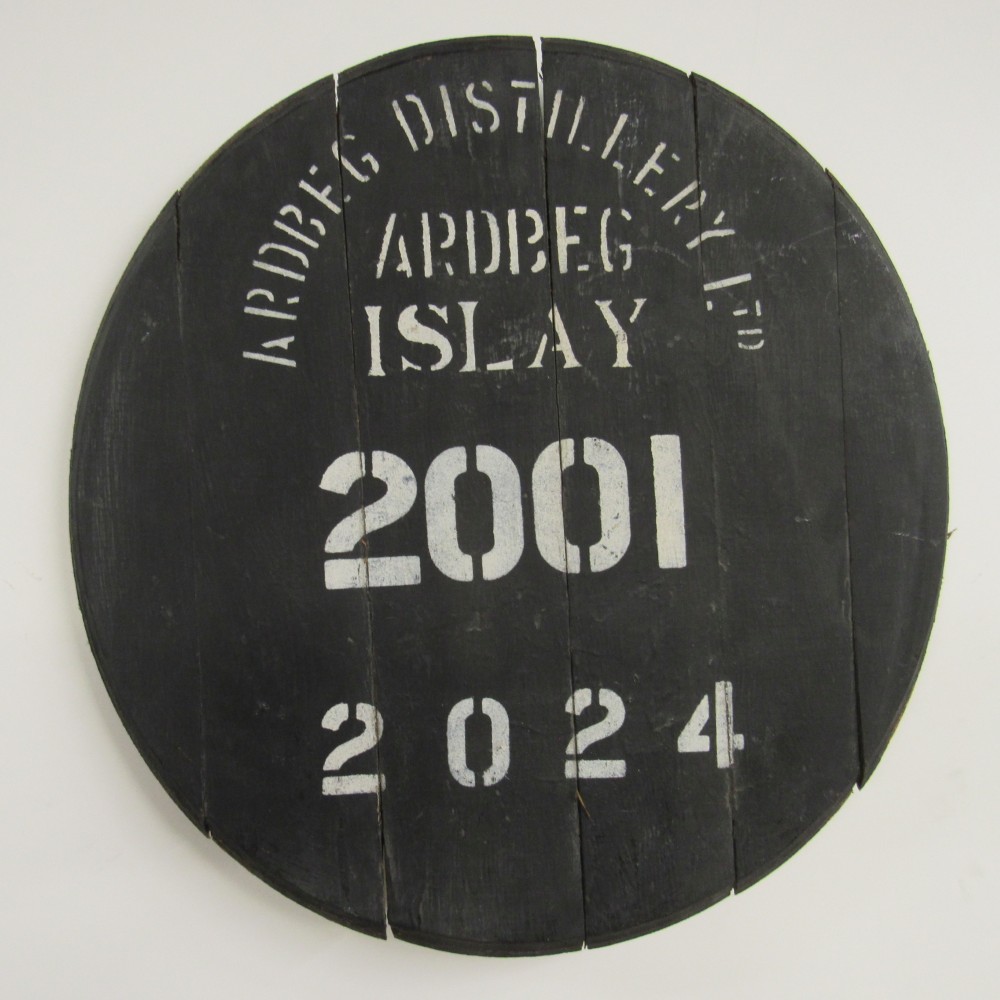 ARDBEG DISTILLERY LTD
ARDBEG
ISLAY
2001
2024